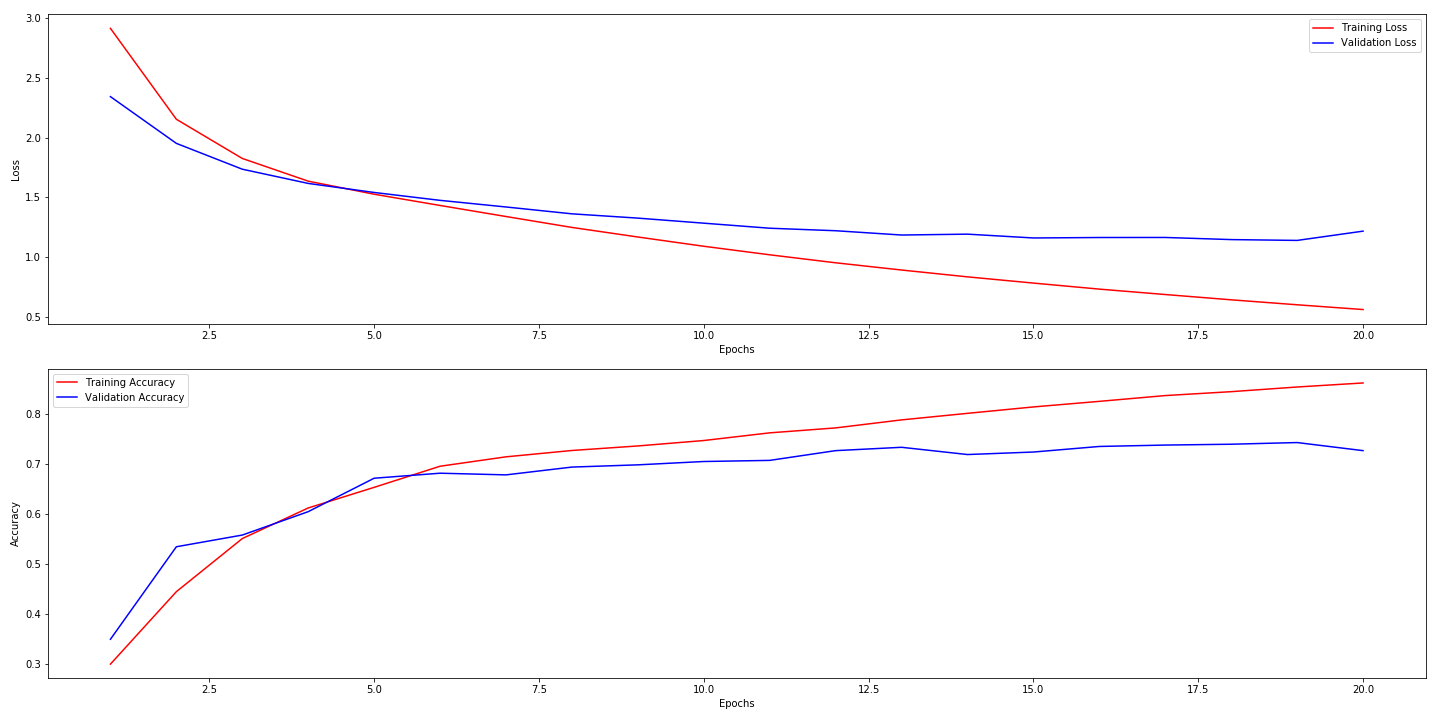 3.0
2.5
2.0
1.5
1.0
0.5
Loss
Training Loss
Validation Loss
2.5 5.0 7.5 10.0 12.5 15.0 17.5 20.0
Epochs
Training Accuracy
Validation Accuracy
0.8
0.7
0.6
0.5
0.4
0.3
Accuracy
2.5 5.0 7.5 10.0 12.5 15.0 17.5 20.0
Epochs